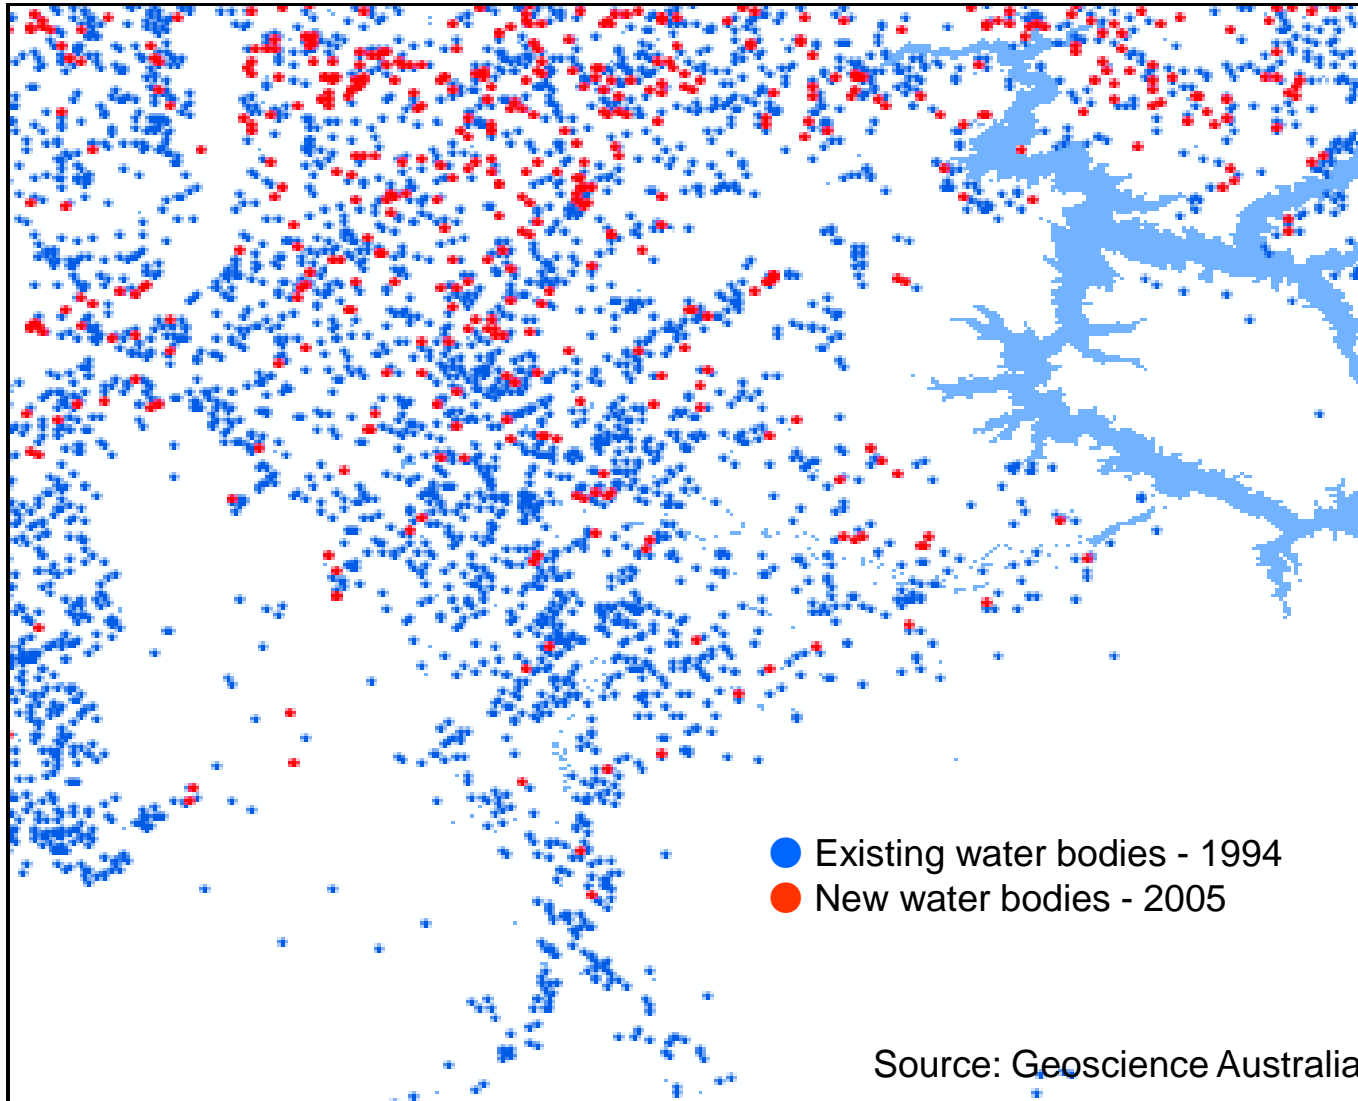 Existing water bodies - 1994
New water bodies - 2005
Source: Geoscience Australia